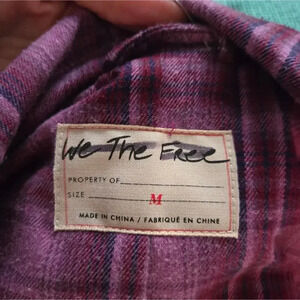 We The Free
PROPERTY OF
SIZE M
MADE IN CHINA / FABRIQUÉ EN CHINE